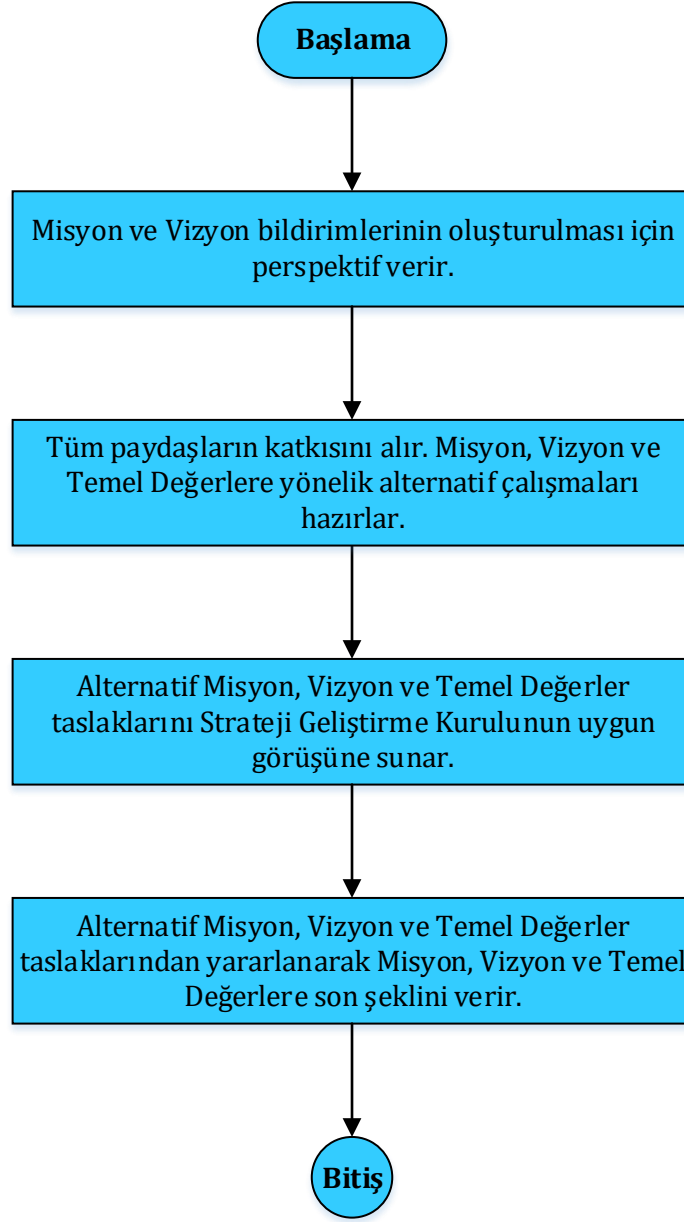 Başlama
Misyon ve Vizyon bildirimlerinin oluşturulması için
perspektif verir.
Tüm paydaşların katkısını alır. Misyon, Vizyon ve
Temel Değerlere yönelik alternatif çalışmaları
hazırlar.
Alternatif Misyon, Vizyon ve Temel Değerler
taslaklarını Strateji Geliştirme Kurulunun uygun
görüşüne sunar.
Alternatif Misyon, Vizyon ve Temel Değerler
taslaklarından yararlanarak Misyon, Vizyon ve Temel
Değerlere son şeklini verir.
Bitiş